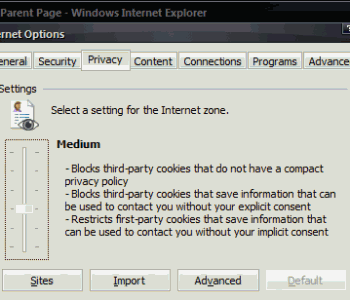 Parent Page - Windows Internet Explorer
ernet Options
eneral Security Privacy Content Connections Programs Advance
Settings
Select a setting for the Internet zone.
Medium
- Blocks third-party cookies that do not have a compact
privacy policy
- Blocks third-party cookies that save information that can
be used to contact you without your explicit consent
- Restricts first-party cookies that save information that
can be used to contact you without your implicit consent
Sites Import Advanced Default